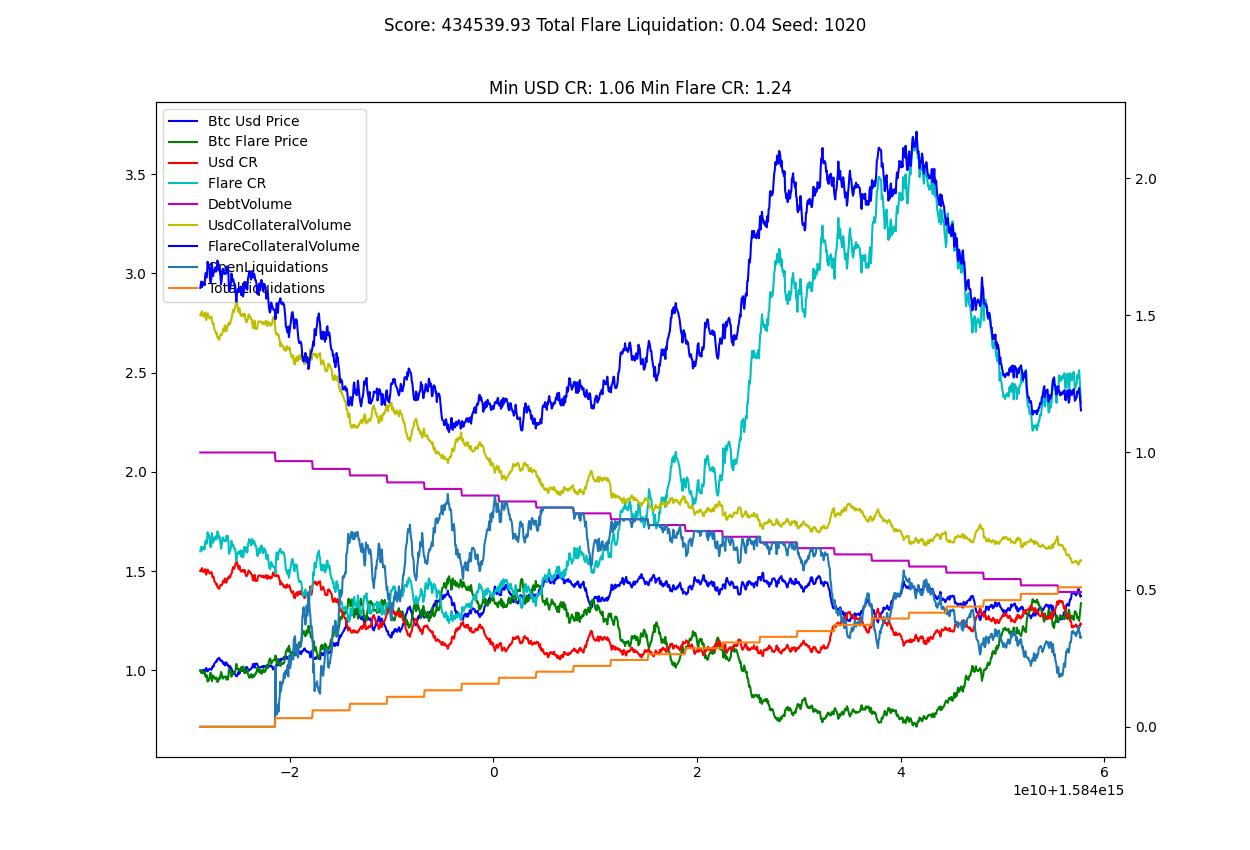 Score: 434539.93 Total Flare Liquidation: 0.04 Seed: 1020
Min USD CR: 1.06 Min Flare CR: 1.24
Btc Usd Price
Btc Flare Price
Usd CR
Flare CR
DebtVolume
UsdCollateralVolume
FlareCollateralVolume
OpenLiquidations
TotalLiquidations
3.5
3.0
2.5
2.0
1.5
1.0
2.0
1.5
1.0
0.5
0.0
−2
0
2
4
6
1e10+1.584e15